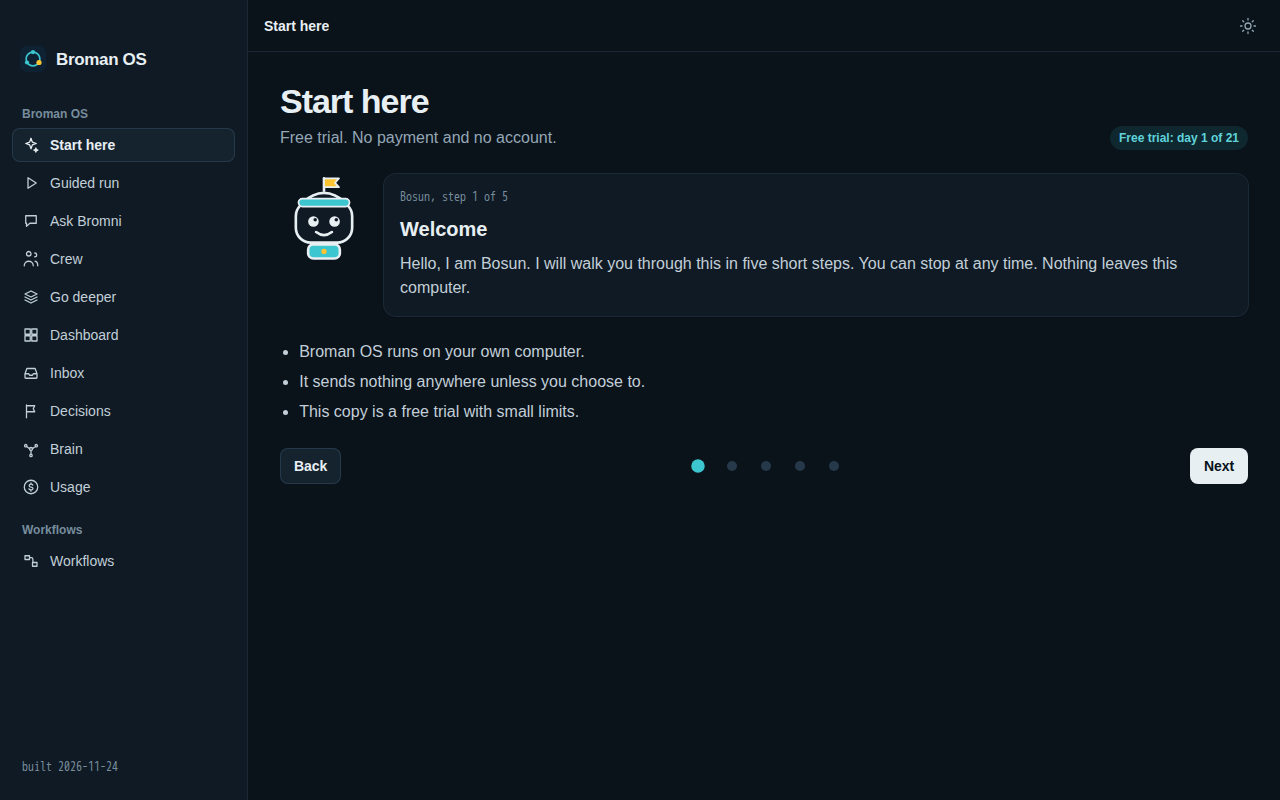 Broman OS
Broman OS
Start here
Guided run
Ask Bromni
Crew
Go deeper
Dashboard
Inbox
Decisions
Brain
Usage
Workflows
Workflows
built 2026-11-24
Start here
Start here
Free trial. No payment and no account.
Free trial: day 1 of 21
Bosun, step 1 of 5
Welcome
Hello, I am Bosun. I will walk you through this in five short steps. You can stop at any time. Nothing leaves this
computer.
Broman OS runs on your own computer.
It sends nothing anywhere unless you choose to.
This copy is a free trial with small limits.
Back
Next